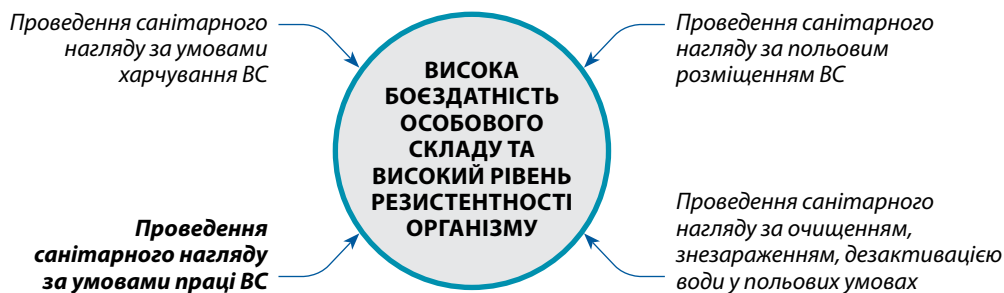 Проведення санітарного
нагляду за умовами
харчування ВС
Проведення санітарного
нагляду за польовим
розміщенням ВС
ВИСОКА
БОЄЗДАТНІСТЬ
ОСОБОВОГО
СКЛАДУ ТА
ВИСОКИЙ РІВЕНЬ
РЕЗИСТЕНТНОСТІ
ОРГАНІЗМУ
Проведення
санітарного нагляду
за умовами праці ВС
Проведення санітарного
нагляду за очищенням,
знезараженням, дезактивацією
води у польових умовах